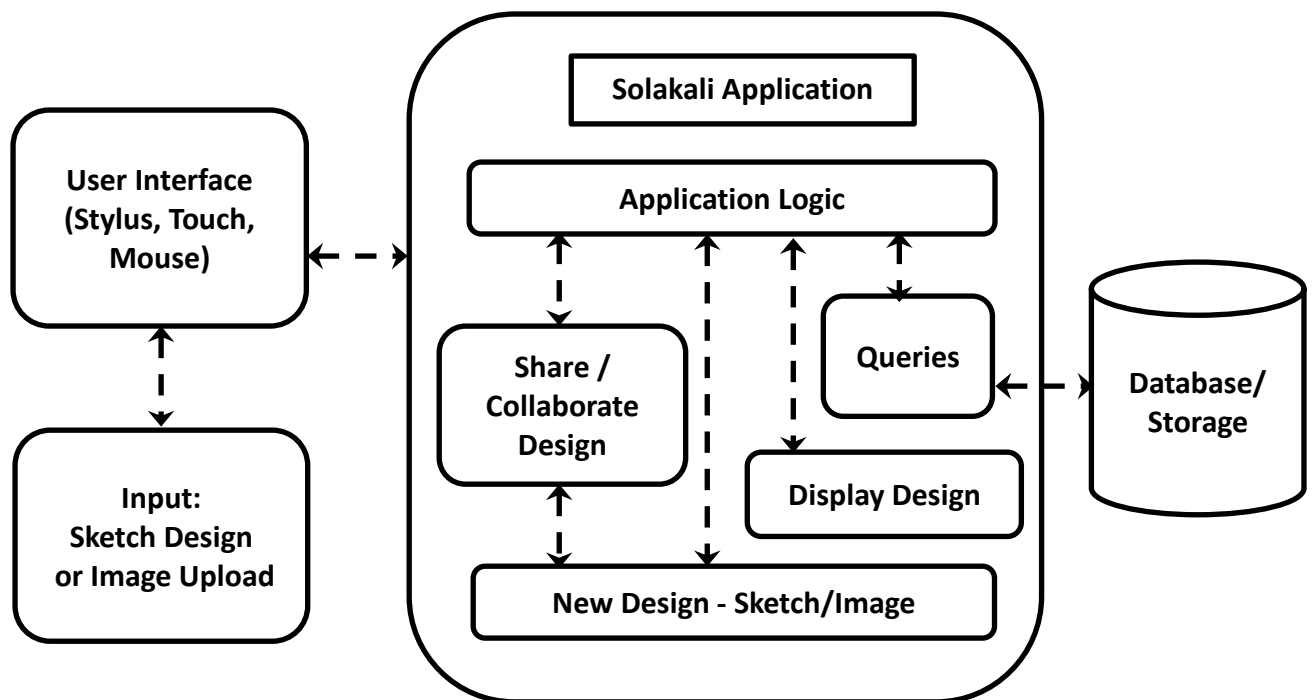 Solakali Application
User Interface
(Stylus, Touch,
Mouse)
Application Logic
Share /
Collaborate
Design
Queries
Database/
Storage
Input:
Sketch Design
or Image Upload
Display Design
New Design - Sketch/Image